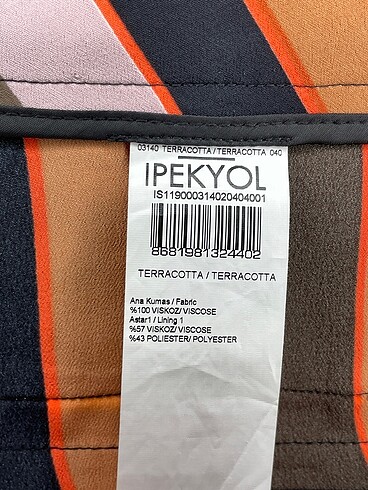 03140 TERRACOTTA / TERRACOTTA 040
IPEKYOL
IS119000314020404001
8681981324402
TERRACOTTA / TERRACOTTA
Ana Kumas / Fabric
%100 VISKOZ/ VISCOSE
Astar1 / Lining 1
%57 VISKOZ/ VISCOSE
%43 POLIESTER/ POLYESTER